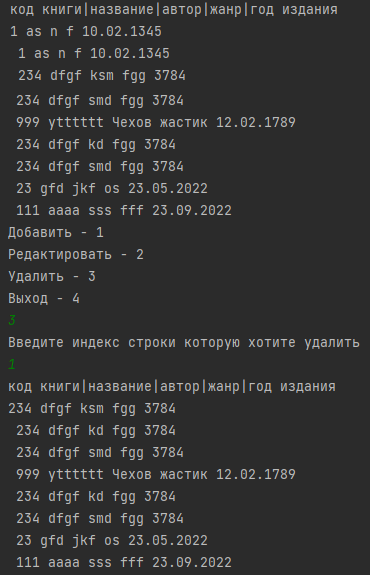 код книги|название|автор|жанр|год издания
1 as n f 10.02.1345
1 as n f 10.02.1345
234 dfgf ksm fgg 3784
234 dfgf smd fgg 3784
999 ytttttt Чехов жастик 12.02.1789
234 dfgf kd fgg 3784
234 dfgf smd fgg 3784
23 gfd jkf os 23.05.2022
111 aaaa sss fff 23.09.2022
Добавить - 1
Редактировать - 2
Удалить - 3
Выход - 4
3
Введите индекс строки которую хотите удалить
1
код книги|название|автор|жанр|год издания
234 dfgf ksm fgg 3784
234 dfgf kd fgg 3784
234 dfgf smd fgg 3784
999 ytttttt Чехов жастик 12.02.1789
234 dfgf kd fgg 3784
234 dfgf smd fgg 3784
23 gfd jkf os 23.05.2022
111 aaaa sss fff 23.09.2022